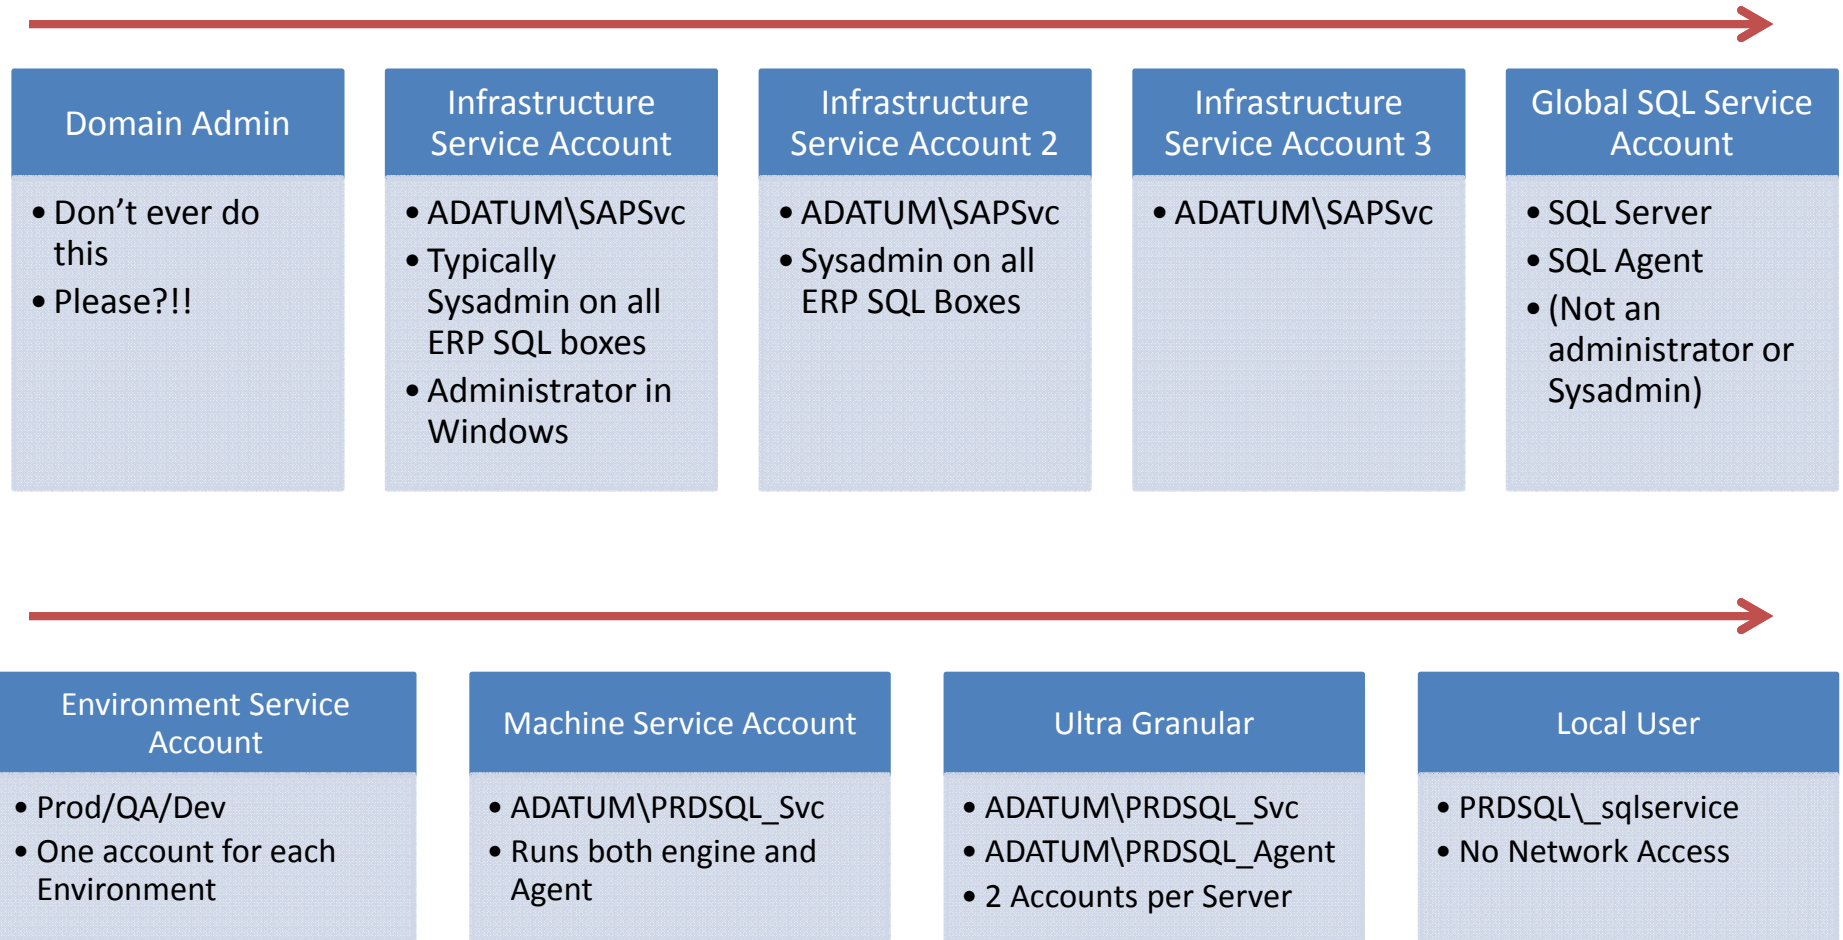 Domain Admin
• Don’t ever do
this
• Please?!!
Infrastructure
Service Account
• ADATUM\SAPSvc
• Typically
Sysadmin on all
ERP SQL boxes
• Administrator in
Windows
Infrastructure
Service Account 2
• ADATUM\SAPSvc
• Sysadmin on all
ERP SQL Boxes
Infrastructure
Service Account 3
• ADATUM\SAPSvc
Global SQL Service
Account
• SQL Server
• SQL Agent
• (Not an
administrator or
Sysadmin)
Environment Service
Account
• Prod/QA/Dev
• One account for each
Environment
Machine Service Account
• ADATUM\PRDSQL_Svc
• Runs both engine and
Agent
Ultra Granular
• ADATUM\PRDSQL_Svc
• ADATUM\PRDSQL_Agent
• 2 Accounts per Server
Local User
• PRDSQL\_sqlservice
• No Network Access